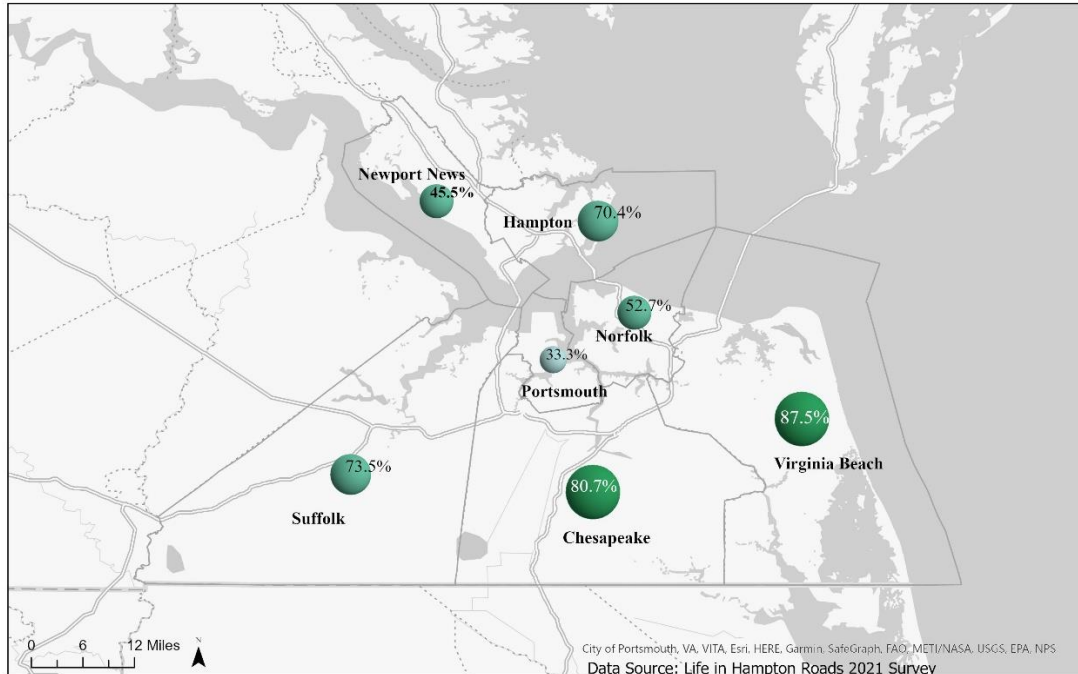 Newport News
45.5%
Hampton
70.4%
52.7%
Norfolk
33.3%
Portsmouth
87.5%
Virginia Beach
73.5%
Suffolk
80.7%
Chesapeake
0 6 12 Miles
N
City of Portsmouth, VA, VITA, Esri, HERE, Garmin, SafeGraph, FAO, METI/NASA, USGS, EPA, NPS
Data Source: Life in Hampton Roads 2021 Survey